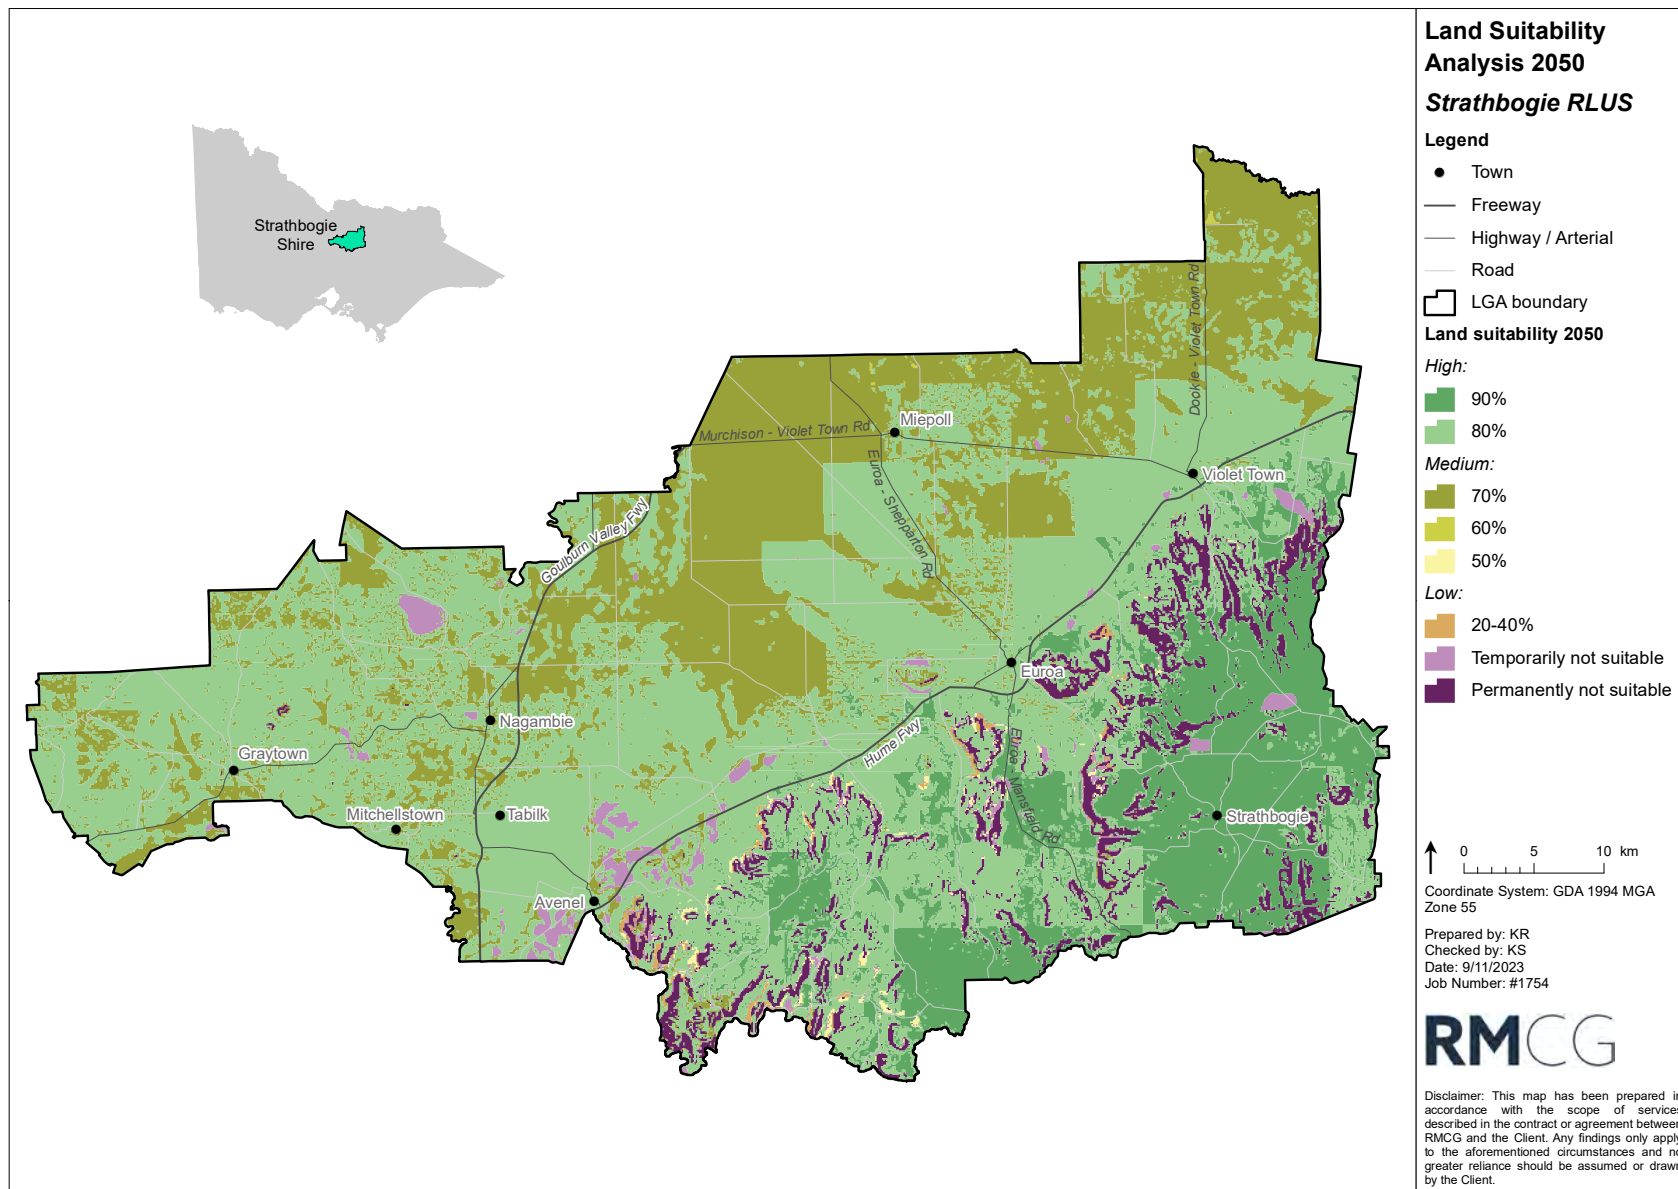 Land Suitability
Analysis 2050
Strathbogie RLUS
Legend
Town
Freeway
Highway / Arterial
Road
LGA boundary
Land suitability 2050
High:
90%
80%
Medium:
70%
60%
50%
Low:
20-40%
Temporarily not suitable
Permanently not suitable
0 5 10 km
Coordinate System: GDA 1994 MGA
Zone 55
Prepared by: KR
Checked by: KS
Date: 9/11/2023
Job Number: #1754
RMCG
Disclaimer: This map has been prepared in
accordance with the scope of services
described in the contract or agreement between
RMCG and the Client. Any findings only apply
to the aforementioned circumstances and no
greater reliance should be assumed or drawn
by the Client.
Strathbogie
Shire
Dookie - Violet Town Rd
Miepoll
Murchison - Violet Town Rd
Euroa - Shepparton Rd
Violet Town
Goulburn Valley Fwy
Euroa
Nagambie
Hume Fwy
Euroa - Mansfield Rd
Graytown
Mitchellstown
Tabilk
Strathbogie
Avenel